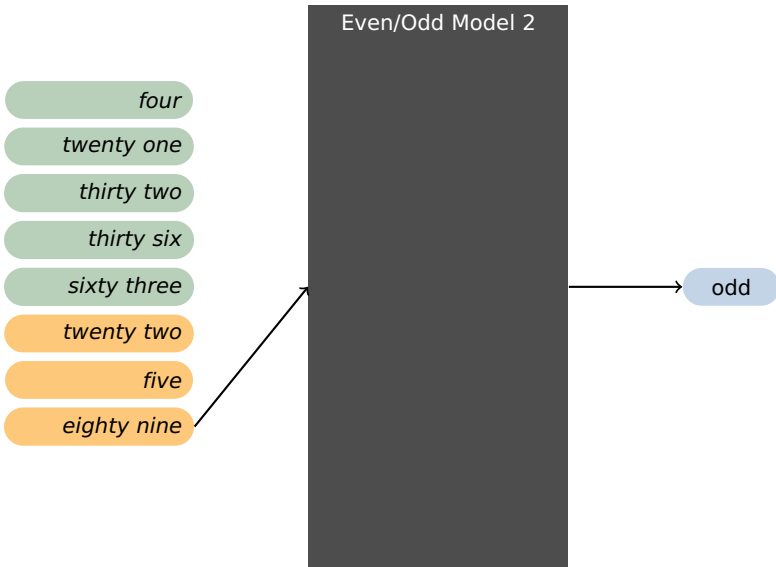 Even/Odd Model 2
four
twenty one
thirty two
thirty six
sixty three
twenty two
five
eighty nine
odd